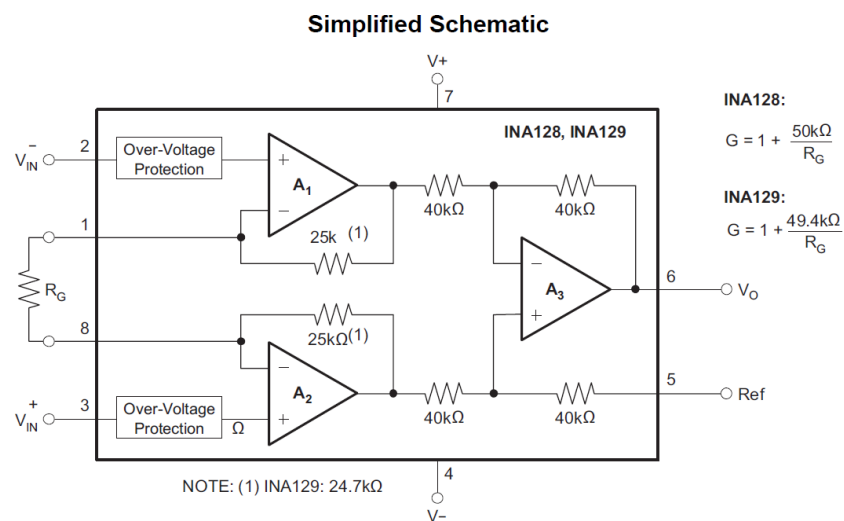 Simplified Schematic
V+
7
INA128, INA129
INA128:
G = 1 + 50kΩ
RG
INA129:
G = 1 + 49.4kΩ
RG
2
V−IN
Over-Voltage
Protection
+
A1
−
40kΩ
40kΩ
1
25k (1)
RG
−
A3
+
6
VO
8
25kΩ(1)
−
A2
+
5
Ref
3
V+IN
Over-Voltage
Protection
Ω
40kΩ
40kΩ
4
NOTE: (1) INA129: 24.7kΩ
V−